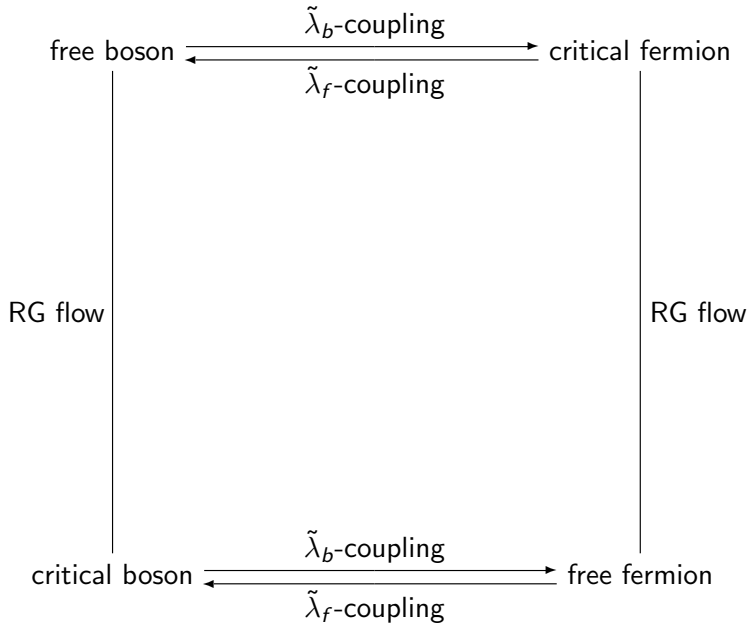 λ̃_b-coupling
free boson critical fermion
λ̃_f-coupling
RG flow RG flow
λ̃_b-coupling
critical boson free fermion
λ̃_f-coupling